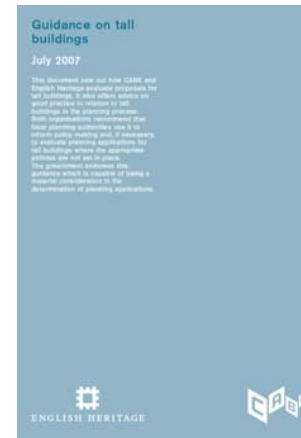 Guidance on tall
buildings
July 2007
This document sets out how CABE and
English Heritage evaluate proposals for
tall buildings. It also offers advice on
good practice in relation to tall
buildings in the planning process.
Both organisations recommend that
local planning authorities use it to
inform policy making and, if necessary,
to evaluate planning applications for
tall buildings where the appropriate
policies are not yet in place.
The government endorses this
guidance which is capable of being a
material consideration in the
determination of planning applications.
ENGLISH HERITAGE
CAB